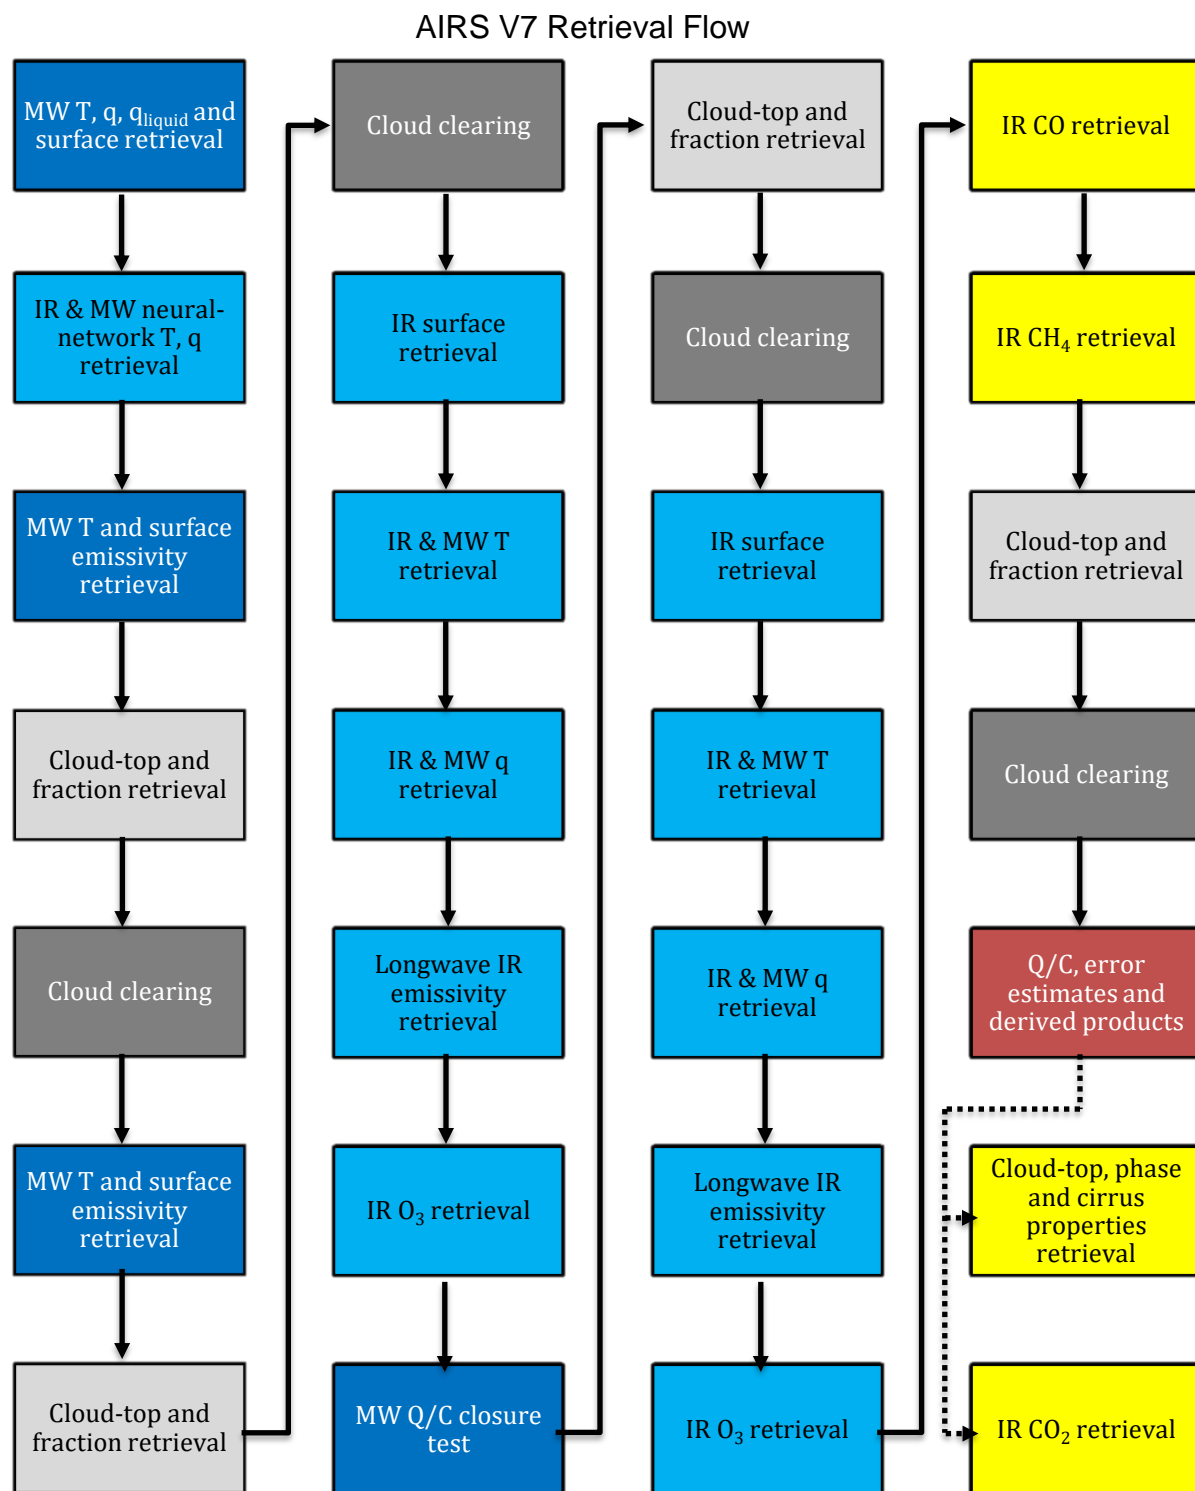 AIRS V7 Retrieval Flow
MW T, q, q_liquid and
surface retrieval
IR & MW neural-
network T, q
retrieval
MW T and surface
emissivity
retrieval
Cloud-top and
fraction retrieval
Cloud clearing
MW T and surface
emissivity
retrieval
Cloud-top and
fraction retrieval
Cloud clearing
IR surface
retrieval
IR & MW T
retrieval
IR & MW q
retrieval
Longwave IR
emissivity
retrieval
IR O₃ retrieval
MW Q/C closure
test
Cloud-top and
fraction retrieval
Cloud clearing
IR surface
retrieval
IR & MW T
retrieval
IR & MW q
retrieval
Longwave IR
emissivity
retrieval
IR O₃ retrieval
IR CO retrieval
IR CH₄ retrieval
Cloud-top and
fraction retrieval
Cloud clearing
Q/C, error
estimates and
derived products
Cloud-top, phase
and cirrus
properties
retrieval
IR CO₂ retrieval